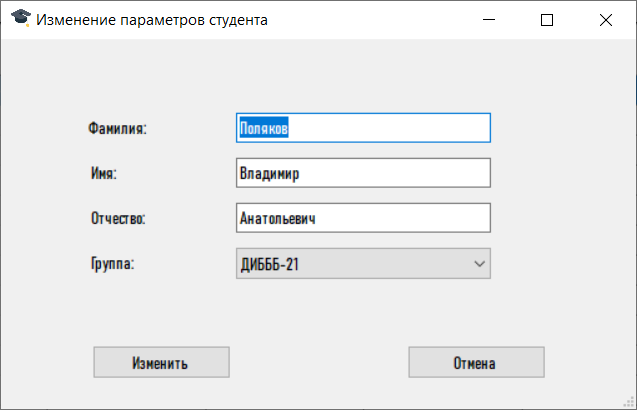 Изменение параметров студента
Фамилия: Поляков
Имя: Владимир
Отчество: Анатольевич
Группа: ДИБББ-21
Изменить Отмена